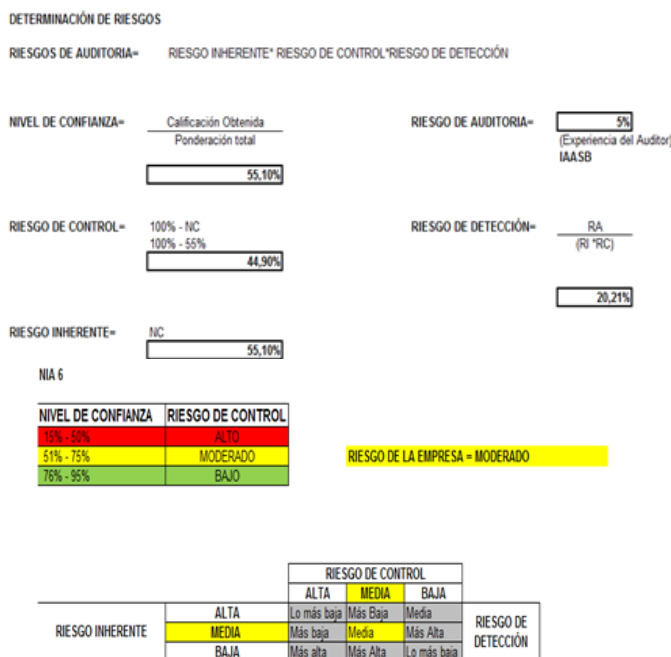 DETERMINACIÓN DE RIESGOS
RIESGOS DE AUDITORIA= RIESGO INHERENTE* RIESGO DE CONTROL*RIESGO DE DETECCIÓN
NIVEL DE CONFIANZA= Calificación Obtenida
Ponderación total
55,10%
RIESGO DE AUDITORIA= 5%
(Experiencia del Auditor)
IAASB
RIESGO DE CONTROL= 100% - NC
100% - 55%
44,90%
RIESGO DE DETECCIÓN= RA
(RI *RC)
20,21%
RIESGO INHERENTE= NC
55,10%
NIA 6
NIVEL DE CONFIANZA RIESGO DE CONTROL
15% - 50% ALTO
51% - 75% MODERADO
76% - 95% BAJO
RIESGO DE LA EMPRESA = MODERADO
RIESGO DE CONTROL
ALTA MEDIA BAJA
RIESGO INHERENTE
ALTA Lo más baja Más Baja Media
MEDIA Más baja Media Más Alta
BAJA Más alta Más Alta Lo más baja
RIESGO DE
DETECCIÓN